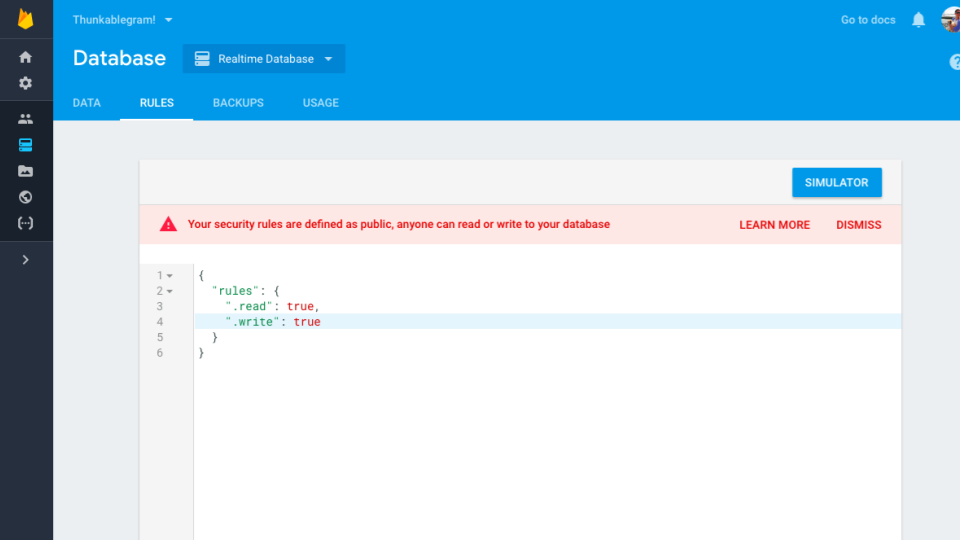 Thunkablegram!
Go to docs
Database
Realtime Database
DATA RULES BACKUPS USAGE
SIMULATOR
Your security rules are defined as public, anyone can read or write to your database LEARN MORE DISMISS
1 {
2 "rules": {
3 ".read": true,
4 ".write": true
5 }
6 }